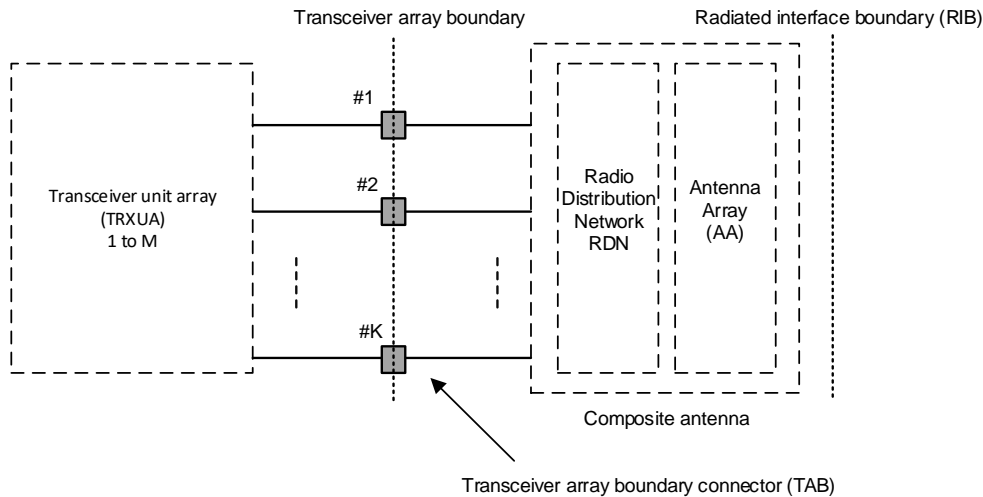 Transceiver array boundary
Radiated interface boundary (RIB)
#1
#2
#K
Transceiver unit array
(TRXUA)
1 to M
Radio
Distribution
Network
RDN
Antenna
Array
(AA)
Composite antenna
Transceiver array boundary connector (TAB)